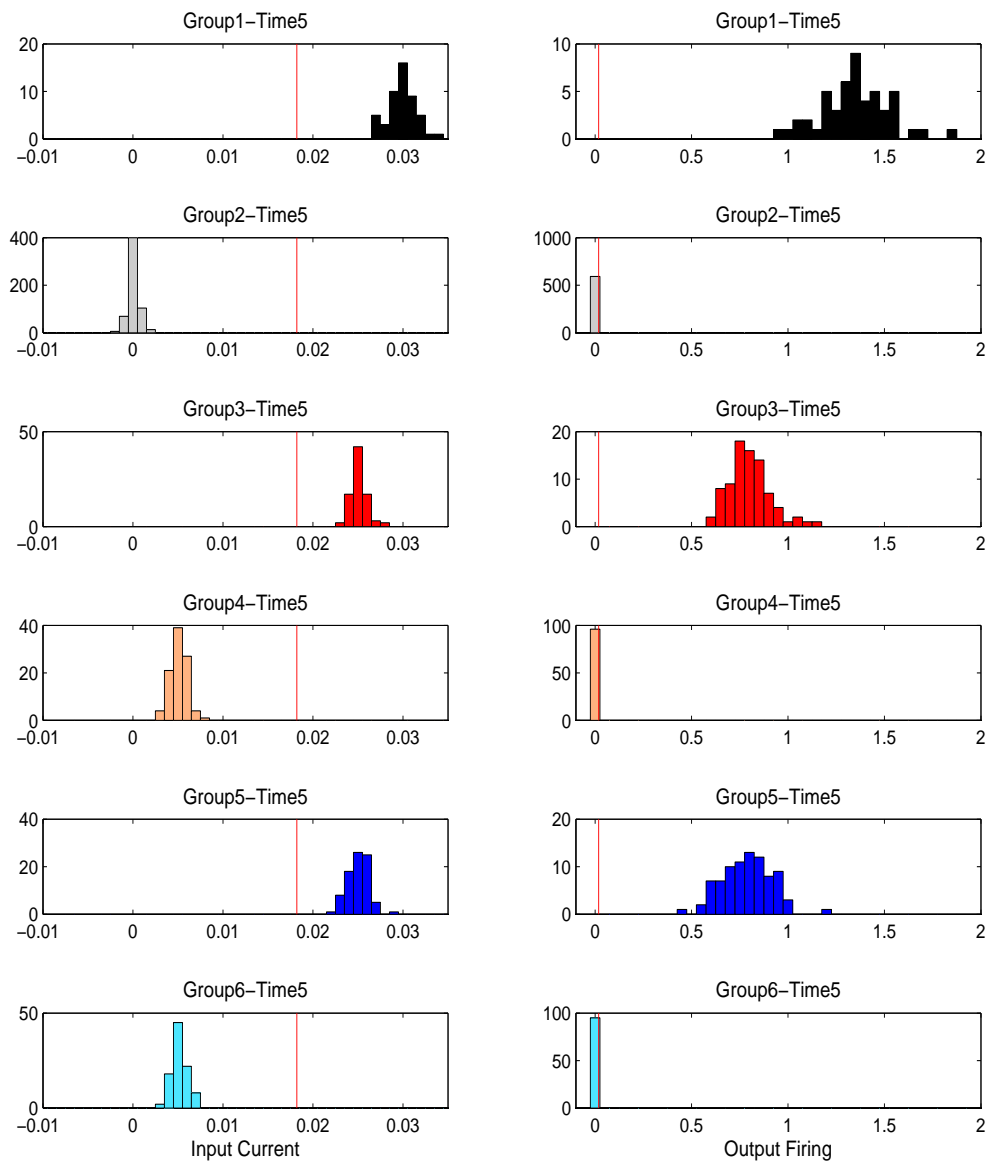 Group1−Time5 Group1−Time5
20 10
10 5
0 0
−0.01 0 0.01 0.02 0.03 0 0.5 1 1.5 2
Group2−Time5 Group2−Time5
400 1000
200 500
0 0
−0.01 0 0.01 0.02 0.03 0 0.5 1 1.5 2
Group3−Time5 Group3−Time5
50 20
10
0 0
−0.01 0 0.01 0.02 0.03 0 0.5 1 1.5 2
Group4−Time5 Group4−Time5
40 100
20 50
0 0
−0.01 0 0.01 0.02 0.03 0 0.5 1 1.5 2
Group5−Time5 Group5−Time5
40 20
20 10
0 0
−0.01 0 0.01 0.02 0.03 0 0.5 1 1.5 2
Group6−Time5 Group6−Time5
50 100
50
0 0
−0.01 0 0.01 0.02 0.03 0 0.5 1 1.5 2
Input Current Output Firing